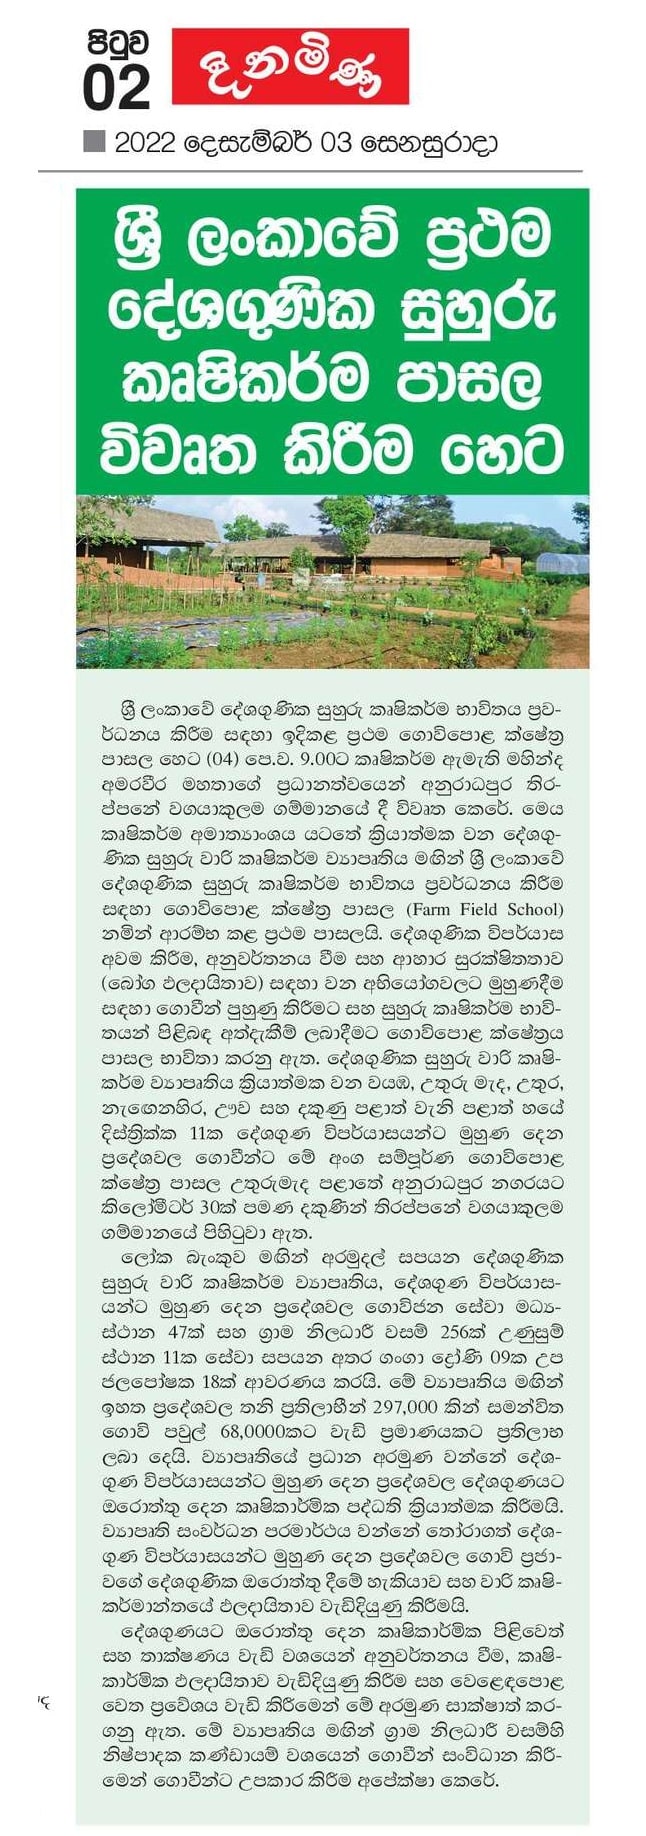 පිටුව
02
දිනමිණ
2022 දෙසැම්බර් 03 සෙනසුරාදා
ශ්‍රී ලංකාවේ ප්‍රථම
දේශගුණික සුහුරු
කෘෂිකර්ම පාසල
විවෘත කිරීම හෙට
ශ්‍රී ලංකාවේ දේශගුණික සුහුරු කෘෂිකර්ම භාවිතය ප්‍රව-
ර්ධනය කිරීම සඳහා ඉදිකළ ප්‍රථම ගොවිපොළ ක්ෂේත්‍ර
පාසල හෙට (04) පෙ.ව. 9.00ට කෘෂිකර්ම ඇමැති මහින්ද
අමරවීර මහතාගේ ප්‍රධානත්වයෙන් අනුරාධපුර තිර-
ප්පනේ වගයාකුලම ගම්මානයේ දී විවෘත කෙරේ. මෙය
කෘෂිකර්ම අමාත්‍යාංශය යටතේ ක්‍රියාත්මක වන දේශගු-
ණික සුහුරු වාරි කෘෂිකර්ම ව්‍යාපෘතිය මඟින් ශ්‍රී ලංකාවේ
දේශගුණික සුහුරු කෘෂිකර්ම භාවිතය ප්‍රවර්ධනය කිරීම
සඳහා ගොවිපොළ ක්ෂේත්‍ර පාසල (Farm Field School)
නමින් ආරම්භ කළ ප්‍රථම පාසලයි. දේශගුණික විපර්යාස
අවම කිරීම, අනුවර්තනය වීම සහ ආහාර සුරක්ෂිතතාව
(බෝග ඵලදායිතාව) සඳහා වන අභියෝගවලට මුහුණදීම
සඳහා ගොවීන් පුහුණු කිරීමට සහ සුහුරු කෘෂිකර්ම භාවි-
තයන් පිළිබඳ අත්දැකීම් ලබාදීමට ගොවිපොළ ක්ෂේත්‍රය
පාසල භාවිතා කරනු ඇත. දේශගුණික සුහුරු වාරි කෘෂි-
කර්ම ව්‍යාපෘතිය ක්‍රියාත්මක වන වයඹ, උතුරු මැද, උතුර,
නැඟෙනහිර, ඌව සහ දකුණු පළාත් වැනි පළාත් හයේ
දිස්ත්‍රික්ක 11ක දේශගුණ විපර්යාසයන්ට මුහුණ දෙන
ප්‍රදේශවල ගොවීන්ට මේ අංග සම්පූර්ණ ගොවිපොළ
ක්ෂේත්‍ර පාසල උතුරුමැද පළාතේ අනුරාධපුර නගරයට
කිලෝමීටර් 30ක් පමණ දකුණින් තිරප්පනේ වගයාකුලම
ගම්මානයේ පිහිටුවා ඇත.
ලෝක බැංකුව මඟින් අරමුදල් සපයන දේශගුණික
සුහුරු වාරි කෘෂිකර්ම ව්‍යාපෘතිය, දේශගුණ විපර්යාස-
යන්ට මුහුණ දෙන ප්‍රදේශවල ගොවිජන සේවා මධ්‍ය-
ස්ථාන 47ක් සහ ග්‍රාම නිලධාරී වසම් 256ක් උණුසුම්
ස්ථාන 11ක සේවා සපයන අතර ගංගා ද්‍රෝණි 09ක උප
ජලපෝෂක 18ක් ආවරණය කරයි. මේ ව්‍යාපෘතිය මඟින්
ඉහත ප්‍රදේශවල තනි ප්‍රතිලාභීන් 297,000 කින් සමන්විත
ගොවි පවුල් 68,0000කට වැඩි ප්‍රමාණයකට ප්‍රතිලාභ
ලබා දෙයි. ව්‍යාපෘතියේ ප්‍රධාන අරමුණ වන්නේ දේශ-
ගුණ විපර්යාසයන්ට මුහුණ දෙන ප්‍රදේශවල දේශගුණයට
ඔරොත්තු දෙන කෘෂිකාර්මික පද්ධති ක්‍රියාත්මක කිරීමයි.
ව්‍යාපෘති සංවර්ධන පරමාර්ථය වන්නේ තෝරාගත් දේශ-
ගුණ විපර්යාසයන්ට මුහුණ දෙන ප්‍රදේශවල ගොවි ප්‍රජා-
වගේ දේශගුණික ඔරොත්තු දීමේ හැකියාව සහ වාරි කෘෂි-
කර්මාන්තයේ ඵලදායිතාව වැඩිදියුණු කිරීමයි.
දේශගුණයට ඔරොත්තු දෙන කෘෂිකාර්මික පිළිවෙත්
සහ තාක්ෂණය වැඩි වශයෙන් අනුවර්තනය වීම, කෘෂි-
කාර්මික ඵලදායිතාව වැඩිදියුණු කිරීම සහ වෙළෙඳපොළ
වෙත ප්‍රවේශය වැඩි කිරීමෙන් මේ අරමුණ සාක්ෂාත් කර-
ගනු ඇත. මේ ව්‍යාපෘතිය මඟින් ග්‍රාම නිලධාරී වසම්හි
නිෂ්පාදක කණ්ඩායම් වශයෙන් ගොවීන් සංවිධාන කිරී-
මෙන් ගොවීන්ට උපකාර කිරීම අපේක්ෂා කෙරේ.